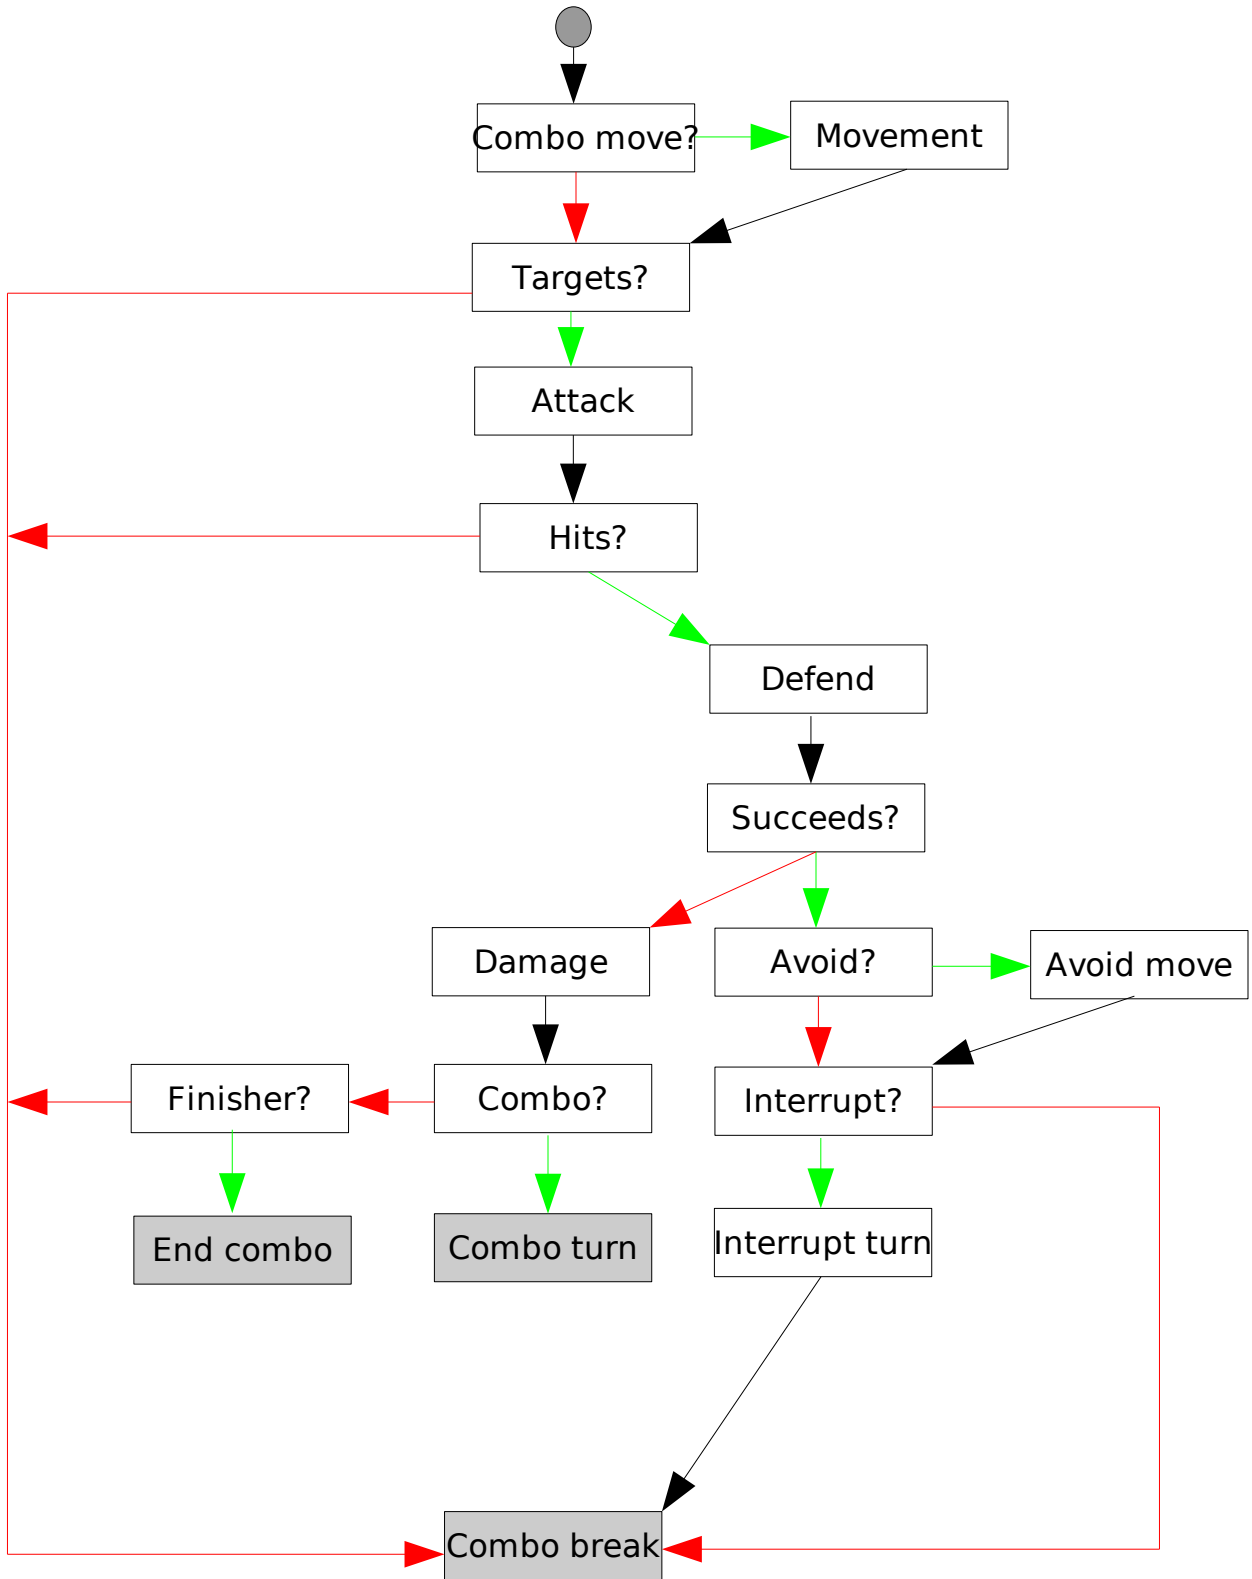 Combo move?
Movement
Targets?
Attack
Hits?
Defend
Succeeds?
Damage
Avoid?
Avoid move
Finisher?
Combo?
Interrupt?
End combo
Combo turn
Interrupt turn
Combo break